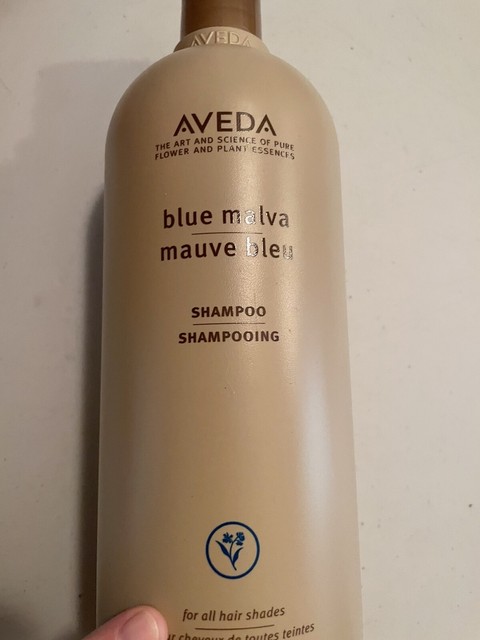 AVEDA
AVEDA
THE ART AND SCIENCE OF PURE
FLOWER AND PLANT ESSENCES
blue malva
mauve bleu
SHAMPOO
SHAMPOOING
for all hair shades
cheveux de toutes teintes